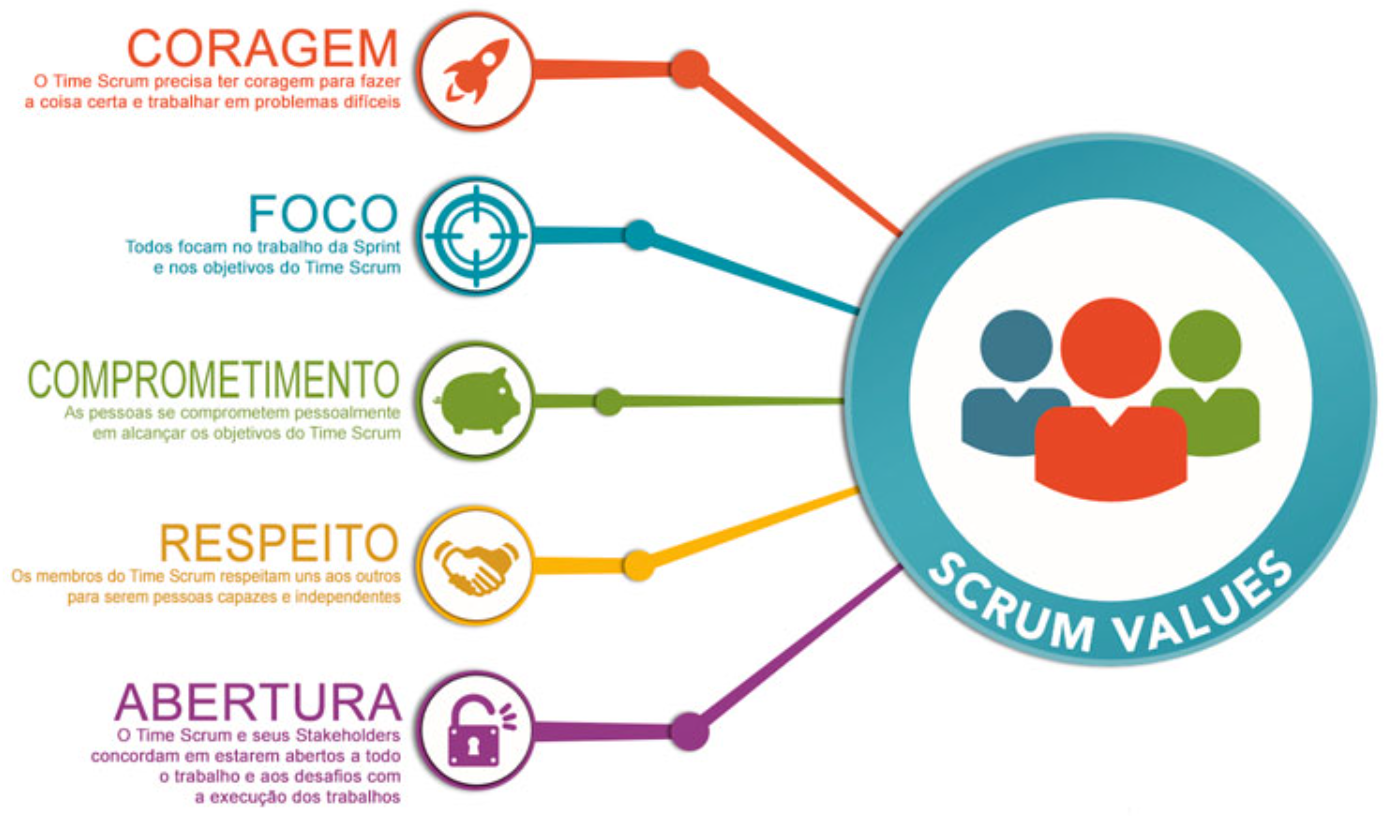 CORAGEM
O Time Scrum precisa ter coragem para fazer
a coisa certa e trabalhar em problemas difíceis
FOCO
Todos focam no trabalho da Sprint
e nos objetivos do Time Scrum
COMPROMETIMENTO
As pessoas se comprometem pessoalmente
em alcançar os objetivos do Time Scrum
RESPEITO
Os membros do Time Scrum respeitam uns aos outros
para serem pessoas capazes e independentes
ABERTURA
O Time Scrum e seus Stakeholders
concordam em estarem abertos a todo
o trabalho e aos desafios com
a execução dos trabalhos
SCRUM VALUES